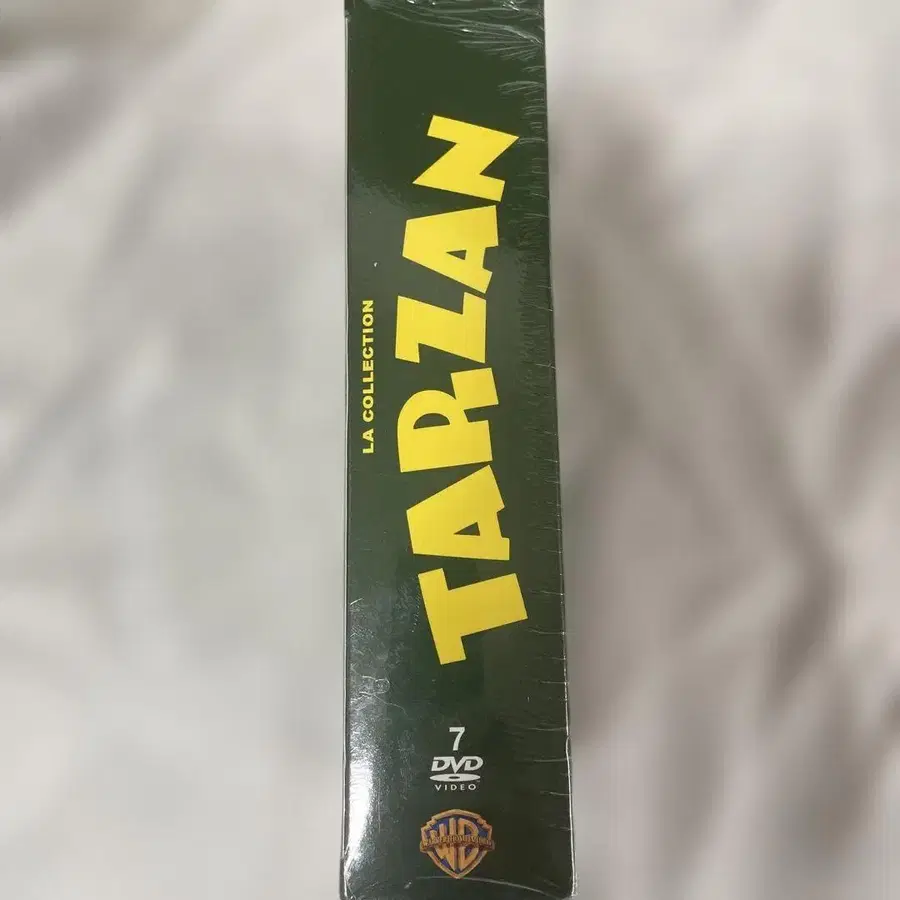 LA COLLECTION
TARZAN
7
DVD
VIDEO
WB